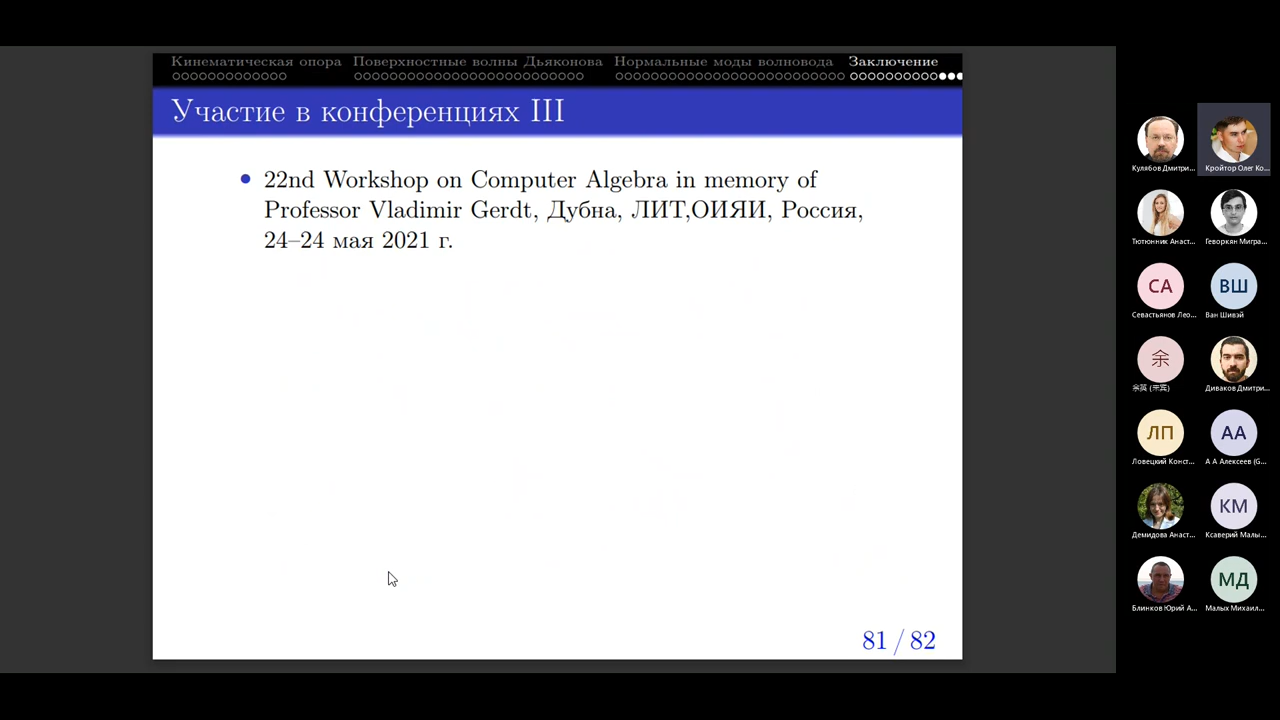 Кинематическая опора Поверхностные волны Дьяконова Нормальные моды волновода Заключение
Участие в конференциях III
22nd Workshop on Computer Algebra in memory of
Professor Vladimir Gerdt, Дубна, ЛИТ,ОИЯИ, Россия,
24–24 мая 2021 г.
81 / 82
Кулябов Дмитри...
Кройтор Олег Ко...
Тютюнник Анаст...
Геворкян Мигра...
СА
ВШ
Севастьянов Лео...
Ван Шивэй
余
余英 (来宾)
Диваков Дмитри...
ЛП
АА
Ловецкий Конст...
А А Алексеев (G...
КМ
Демидова Анаст...
Ксаверий Малы...
МД
Блинков Юрий А...
Малых Михаил...